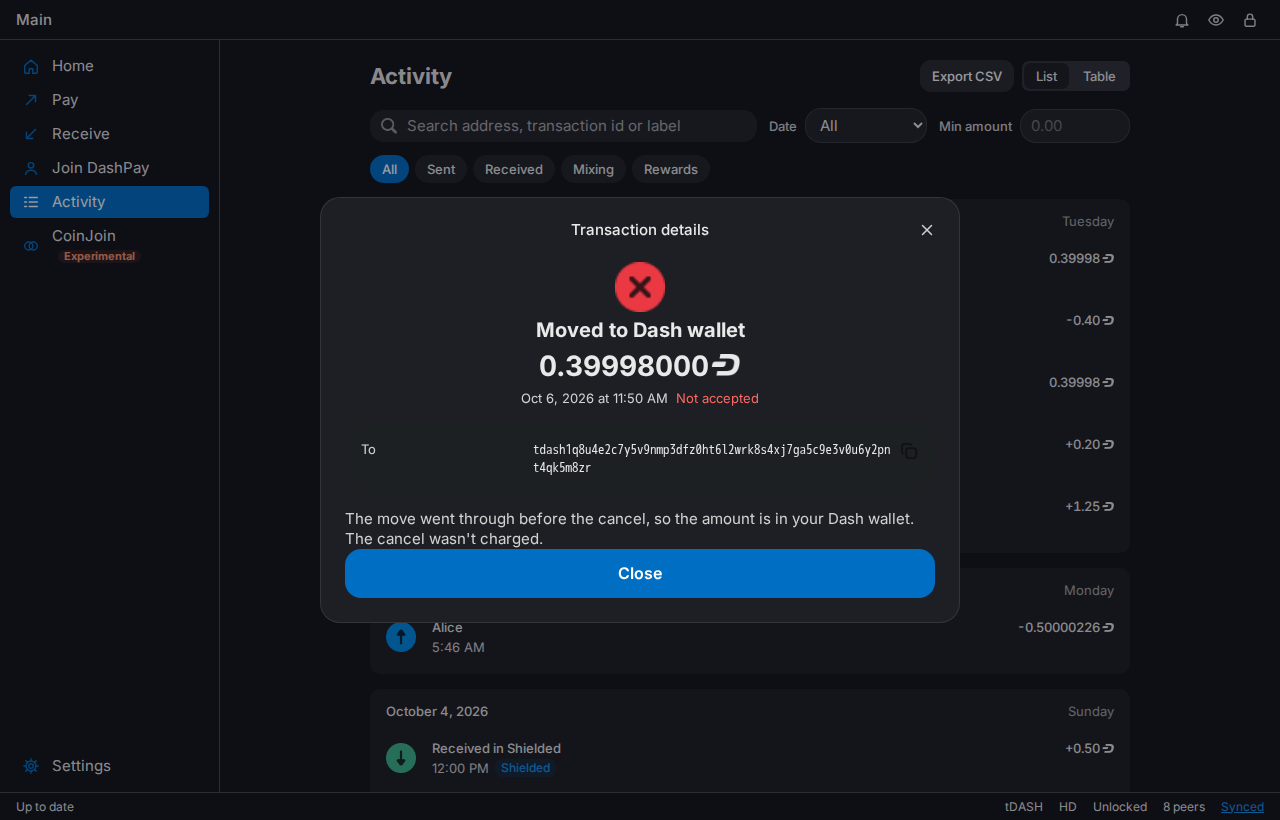 Main
Home
Pay
Receive
Join DashPay
Activity
CoinJoin
Experimental
Settings
Activity
Export CSV
List
Table
Search address, transaction id or label
Date
All
Min amount
0.00
All
Sent
Received
Mixing
Rewards
Tuesday
0.39998
-0.40
0.39998
+0.20
+1.25
Transaction details
Moved to Dash wallet
0.39998000
Oct 6, 2026 at 11:50 AM Not accepted
To
tdash1q8u4e2c7y5v9nmp3dfz0ht6l2wrk8s4xj7ga5c9e3v0u6y2pn
t4qk5m8zr
The move went through before the cancel, so the amount is in your Dash wallet.
The cancel wasn't charged.
Close
Monday
Alice
-0.50000226
5:46 AM
October 4, 2026
Sunday
Received in Shielded
+0.50
12:00 PM Shielded
Up to date
tDASH
HD
Unlocked
8 peers
Synced